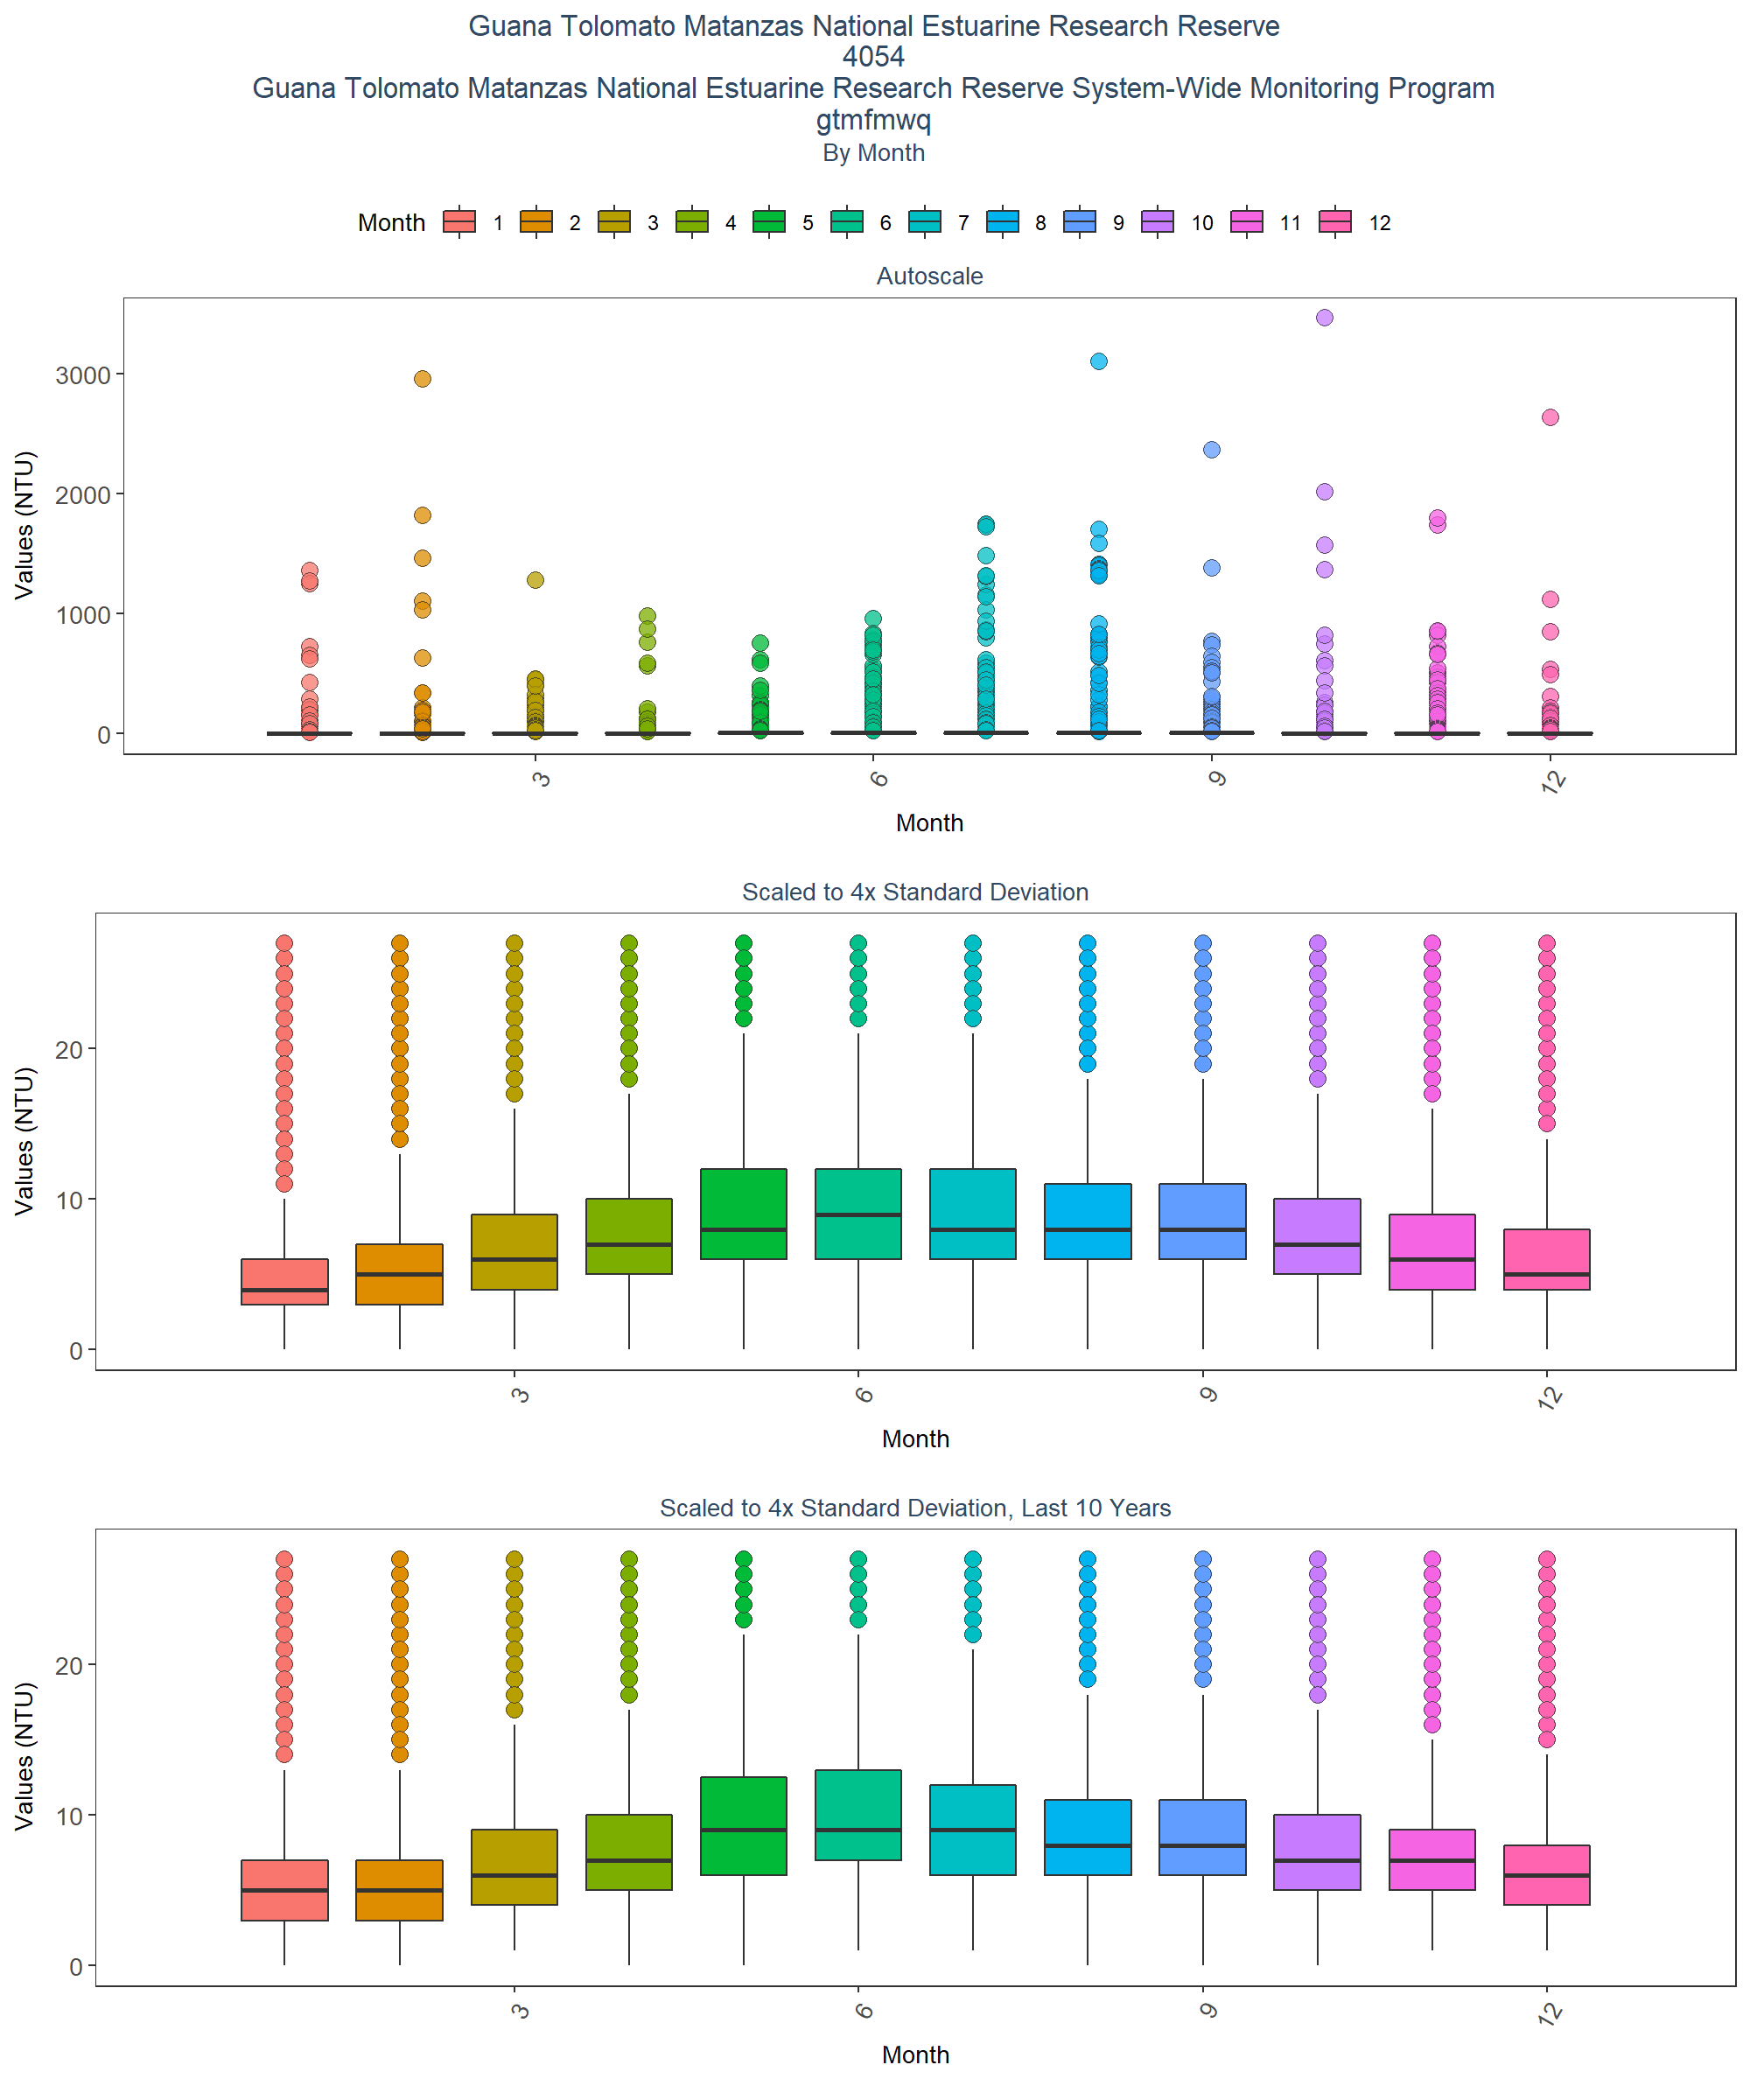 Guana Tolomato Matanzas National Estuarine Research Reserve
4054
Guana Tolomato Matanzas National Estuarine Research Reserve System-Wide Monitoring Program
gtmfmwq
By Month
Month 1 2 3 4 5 6 7 8 9 10 11 12
Autoscale
Values (NTU)
3000
2000
1000
0
3 6 9 12
Month
Scaled to 4x Standard Deviation
Values (NTU)
20
10
0
3 6 9 12
Month
Scaled to 4x Standard Deviation, Last 10 Years
Values (NTU)
20
10
0
3 6 9 12
Month